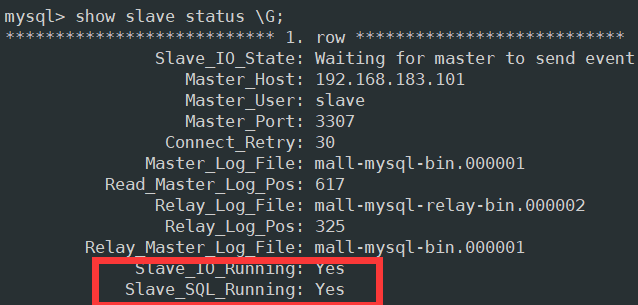 mysql> show slave status \G;
*************************** 1. row ***************************
Slave_IO_State: Waiting for master to send event
Master_Host: 192.168.183.101
Master_User: slave
Master_Port: 3307
Connect_Retry: 30
Master_Log_File: mall-mysql-bin.000001
Read_Master_Log_Pos: 617
Relay_Log_File: mall-mysql-relay-bin.000002
Relay_Log_Pos: 325
Relay_Master_Log_File: mall-mysql-bin.000001
Slave_IO_Running: Yes
Slave_SQL_Running: Yes